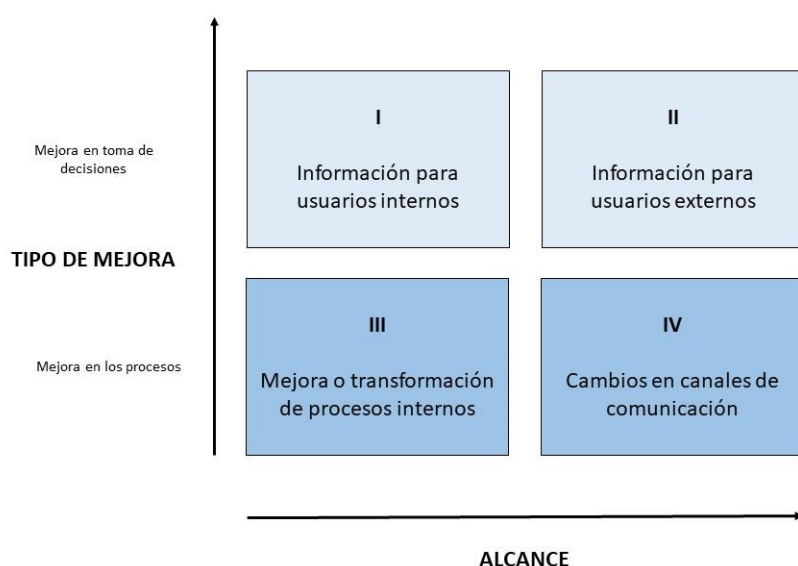 I
Información para
usuarios internos
II
Información para
usuarios externos
Mejora en toma de
decisiones
TIPO DE MEJORA
III
Mejora o transformación
de procesos internos
IV
Cambios en canales de
comunicación
Mejora en los procesos
ALCANCE